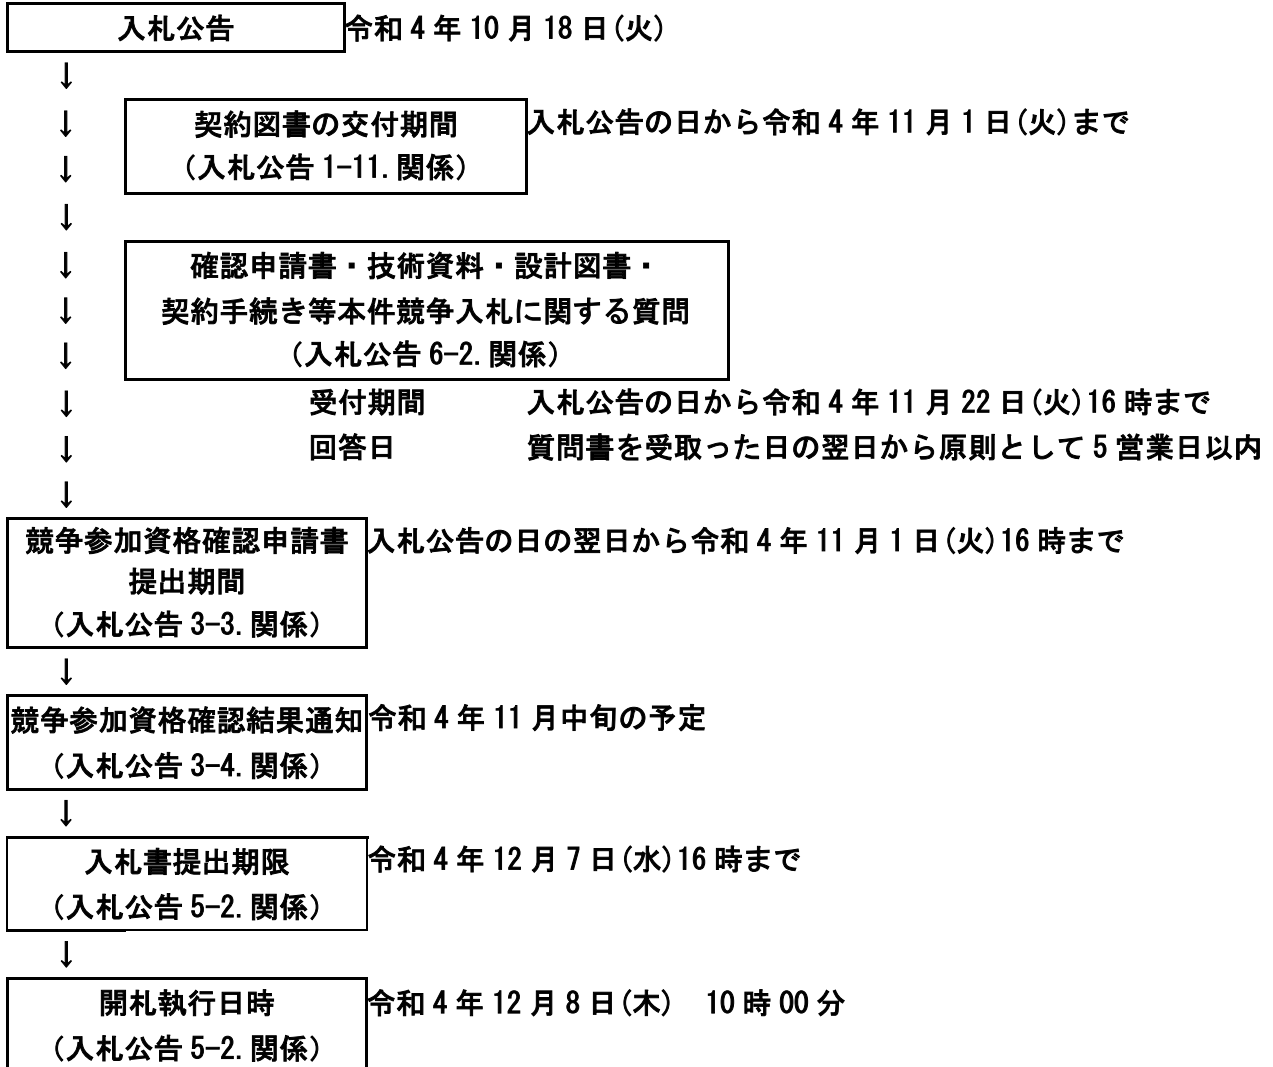 入札公告 令和4年10月18日(火)
↓
↓ 契約図書の交付期間 入札公告の日から令和4年11月1日(火)まで
↓ (入札公告1-11.関係)
↓
↓ 確認申請書・技術資料・設計図書・
↓ 契約手続き等本件競争入札に関する質問
↓ (入札公告6-2.関係)
↓ 受付期間 入札公告の日から令和4年11月22日(火)16時まで
↓ 回答日 質問書を受取った日の翌日から原則として5営業日以内
↓
競争参加資格確認申請書 入札公告の日の翌日から令和4年11月1日(火)16時まで
提出期間
(入札公告3-3.関係)
↓
競争参加資格確認結果通知 令和4年11月中旬の予定
(入札公告3-4.関係)
↓
入札書提出期限 令和4年12月7日(水)16時まで
(入札公告5-2.関係)
↓
開札執行日時 令和4年12月8日(木) 10時00分
(入札公告5-2.関係)